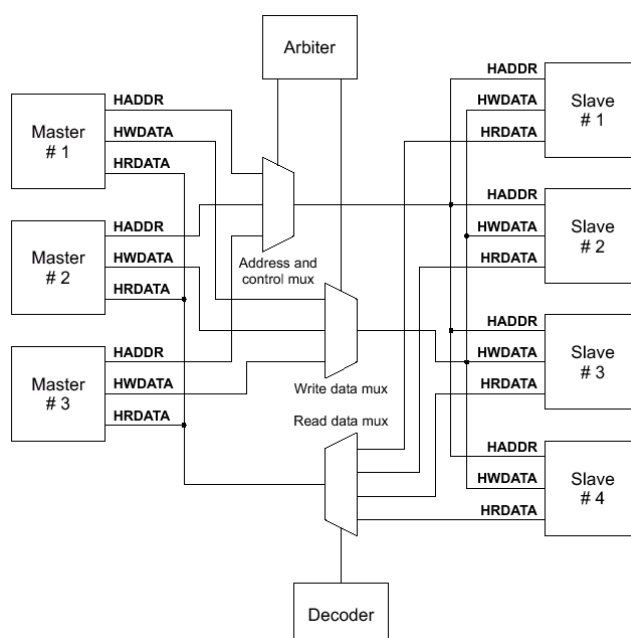 Arbiter
HADDR
HWDATA
HRDATA
Master
# 1
HADDR
HWDATA
HRDATA
Slave
# 1
HADDR
HWDATA
HRDATA
Master
# 2
Address and
control mux
HADDR
HWDATA
HRDATA
Slave
# 2
HADDR
HWDATA
HRDATA
Master
# 3
Write data mux
Read data mux
HADDR
HWDATA
HRDATA
Slave
# 3
HADDR
HWDATA
HRDATA
Slave
# 4
Decoder